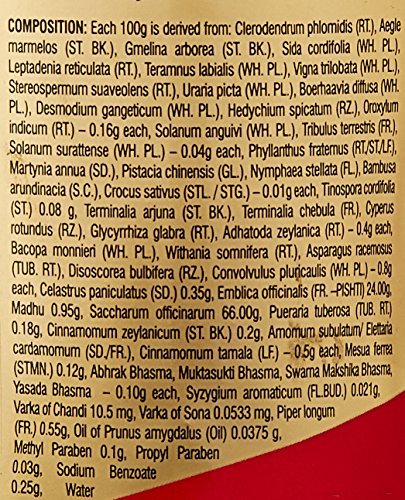 COMPOSITION: Each 100g is derived from: Clerodendrum phlomidis (RT.), Aegle
marmelos (ST. BK.), Gmelina arborea (ST. BK.), Sida cordifolia (WH. PL.),
Leptadenia reticulata (RT.), Teramnus labialis (WH. PL.), Vigna trilobata (WH. PL.),
Stereospermum suaveolens (RT.), Uraria picta (WH. PL.), Boerhaavia diffusa (WH.
PL.), Desmodium gangeticum (WH. PL.), Hedychium spicatum (RZ.), Oroxylum
indicum (RT.) – 0.16g each, Solanum anguivi (WH. PL.), Tribulus terrestris (FR.),
Solanum surattense (WH. PL.) – 0.04g each, Phyllanthus fraternus (RT/ST./LF.),
Martynia annua (SD.), Pistacia chinensis (GL.), Nymphaea stellata (FL.), Bambusa
arundinacia (S.C.), Crocus sativus (STL. / STG.) – 0.01g each, Tinospora cordifolia
(ST.) 0.08 g, Terminalia arjuna (ST. BK.), Terminalia chebula (FR.), Cyperus
rotundus (RZ.), Glycyrrhiza glabra (RT.), Adhatoda zeylanica (RT.) – 0.4g each,
Bacopa monnieri (WH. PL.), Withania somnifera (RT.), Asparagus racemosus
(TUB. RT.), Disoscorea bulbifera (RZ.), Convolvulus pluricaulis (WH. PL.) – 0.8g
each, Celastrus paniculatus (SD.) 0.35g, Emblica officinalis (FR. –PISHTI) 24.00g,
Madhu 0.95g, Saccharum officinarum 66.00g, Pueraria tuberosa (TUB. RT.)
0.18g, Cinnamomum zeylanicum (ST. BK.) 0.2g, Amomum subulatum/ Elettaria
cardamomum (SD./FR.), Cinnamomum tamala (LF.) – 0.5g each, Mesua ferrea
(STMN.) 0.12g, Abhrak Bhasma, Muktasukti Bhasma, Swarna Makshika Bhasma,
Yasada Bhasma – 0.10g each, Syzygium aromaticum (FL.BUD.) 0.021g,
Varka of Chandi 10.5 mg, Varka of Sona 0.0533 mg, Piper longum
(FR.) 0.55g, Oil of Prunus amygdalus (Oil) 0.0375 g,
Methyl Paraben 0.1g, Propyl Paraben
0.03g, Sodium Benzoate
0.25g, Water